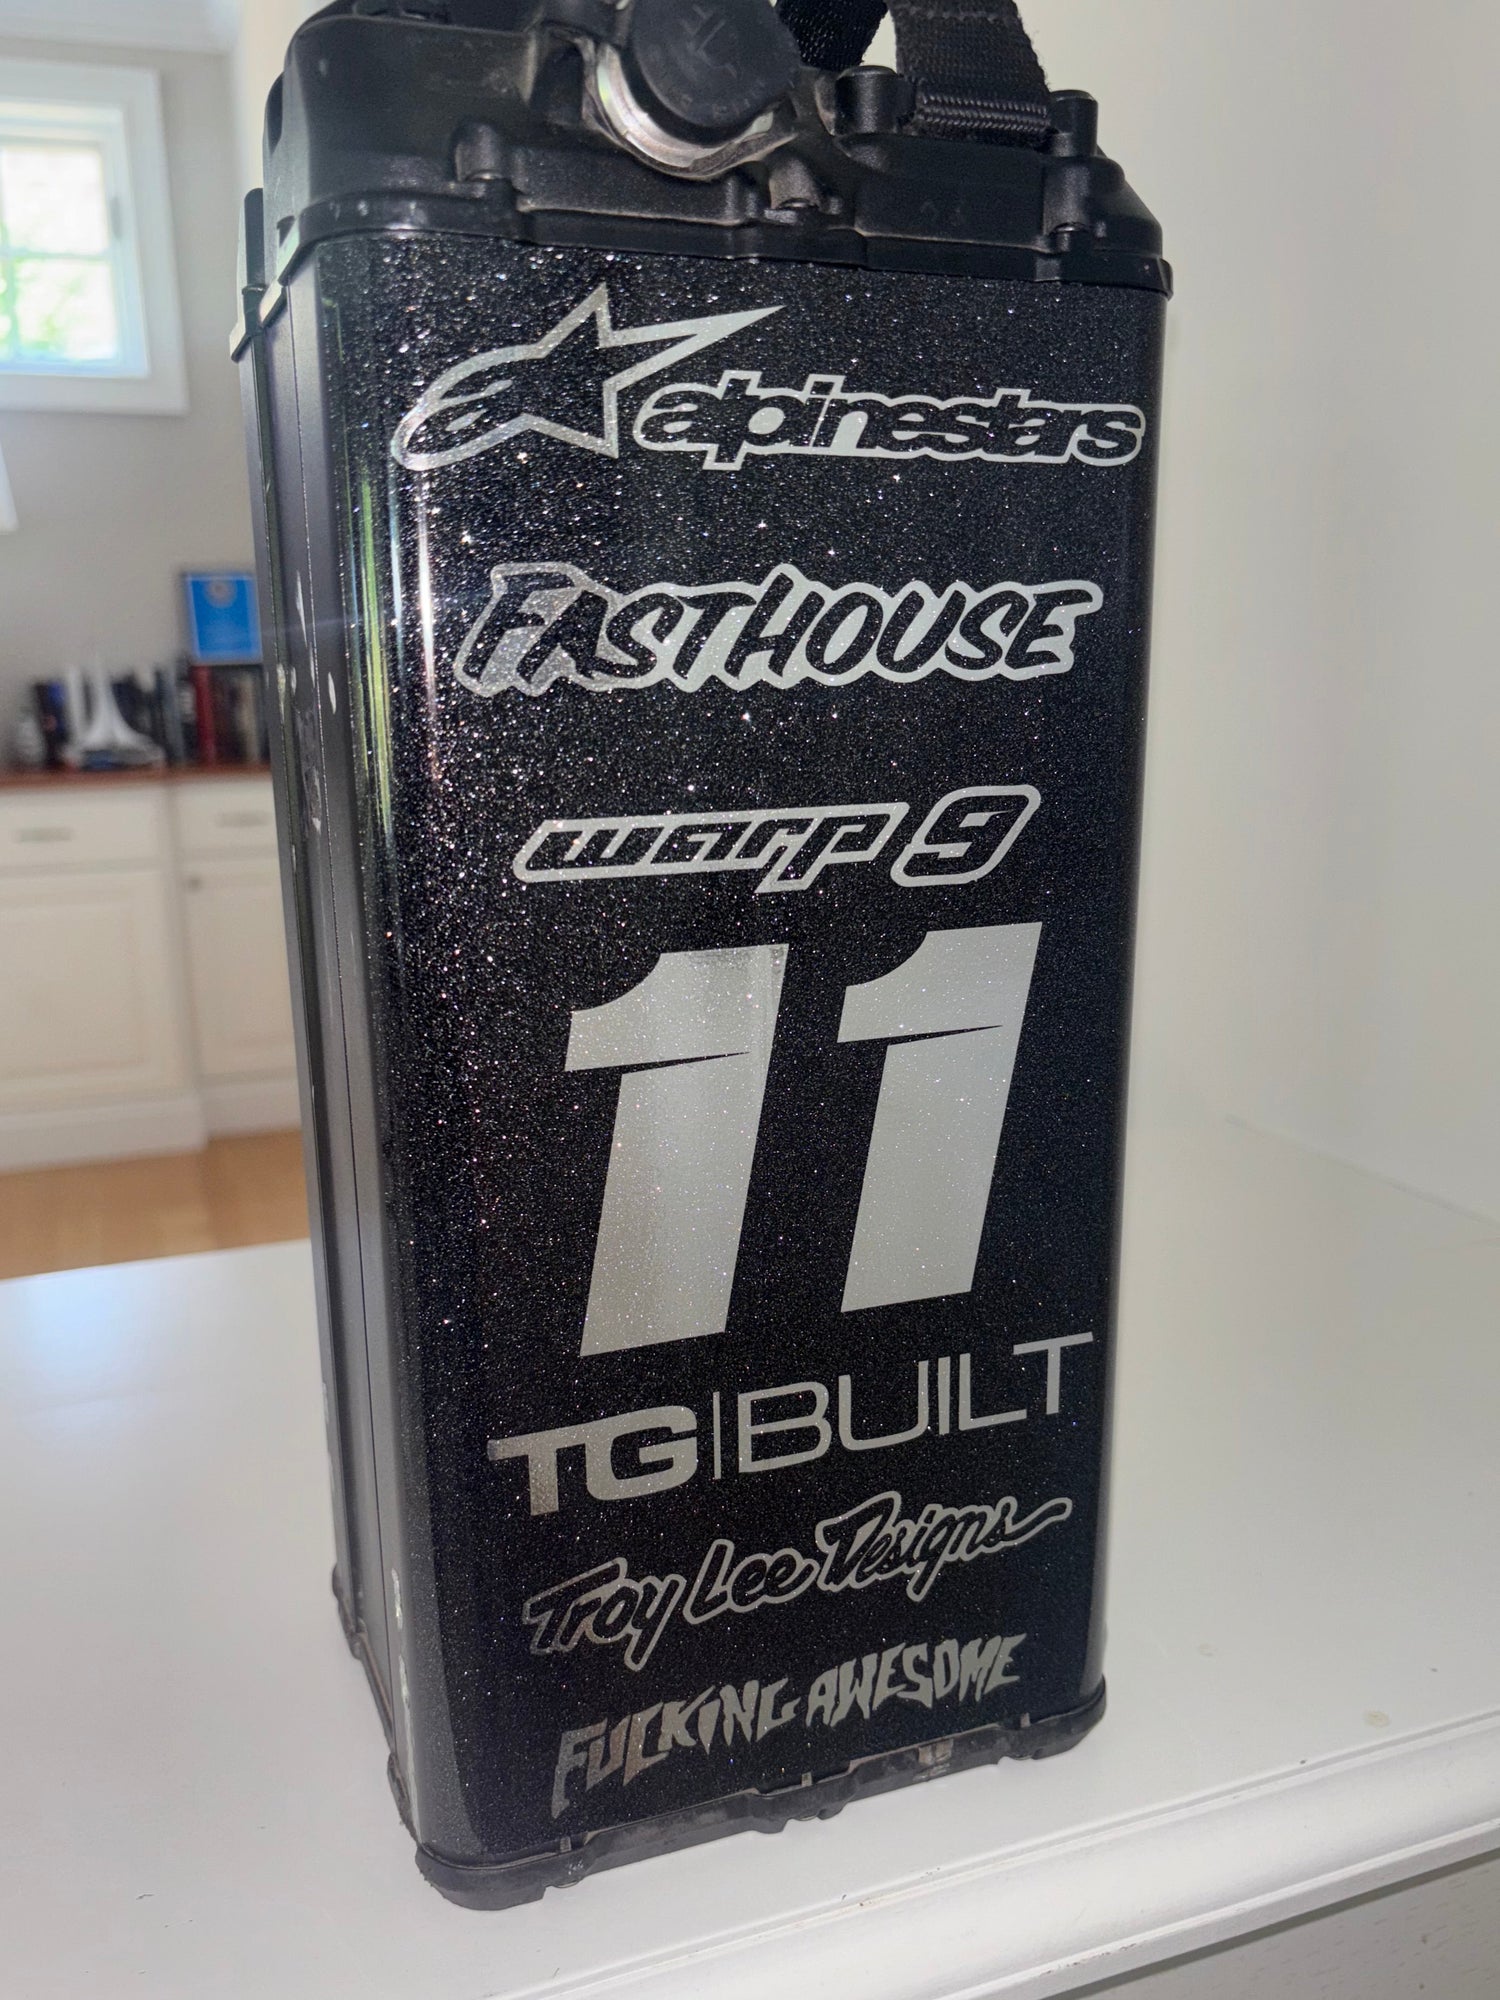 alpinestars
FASTHOUSE
warp 9
11
TG|BUILT
Troy Lee Designs
FUCKING AWESOME